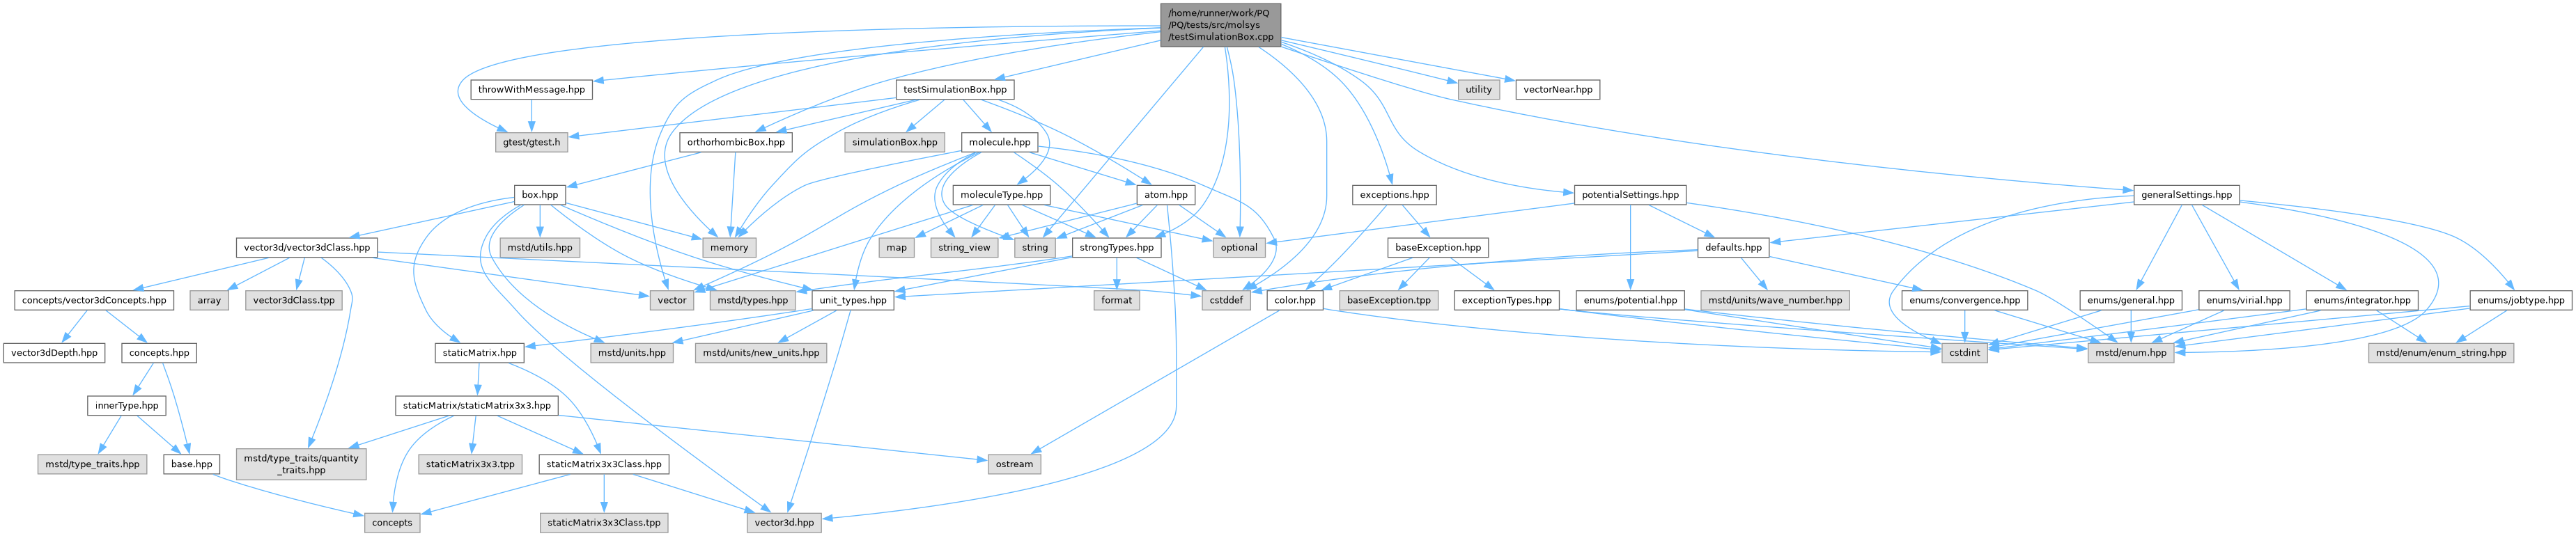 /home/runner/work/PQ
/PQ/tests/src/molsys
/testSimulationBox.cpp
throwWithMessage.hpp
testSimulationBox.hpp
utility
vectorNear.hpp
gtest/gtest.h
orthorhombicBox.hpp
simulationBox.hpp
molecule.hpp
box.hpp
moleculeType.hpp
atom.hpp
exceptions.hpp
potentialSettings.hpp
generalSettings.hpp
vector3d/vector3dClass.hpp
mstd/utils.hpp
memory
map
string_view
string
strongTypes.hpp
optional
baseException.hpp
defaults.hpp
concepts/vector3dConcepts.hpp
array
vector3dClass.tpp
vector
mstd/types.hpp
unit_types.hpp
format
cstddef
color.hpp
baseException.tpp
exceptionTypes.hpp
enums/potential.hpp
mstd/units/wave_number.hpp
enums/convergence.hpp
enums/general.hpp
enums/virial.hpp
enums/integrator.hpp
enums/jobtype.hpp
vector3dDepth.hpp
concepts.hpp
staticMatrix.hpp
mstd/units.hpp
mstd/units/new_units.hpp
cstdint
mstd/enum.hpp
mstd/enum/enum_string.hpp
innerType.hpp
staticMatrix/staticMatrix3x3.hpp
mstd/type_traits.hpp
base.hpp
mstd/type_traits/quantity
_traits.hpp
staticMatrix3x3.tpp
staticMatrix3x3Class.hpp
ostream
concepts
staticMatrix3x3Class.tpp
vector3d.hpp